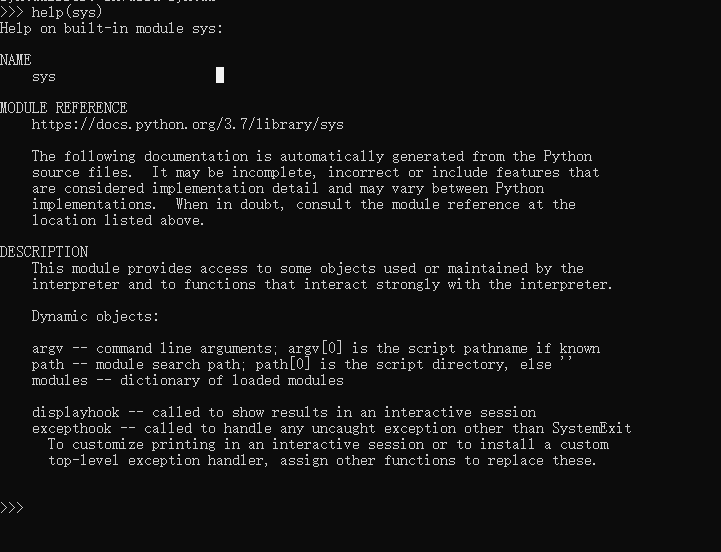 >>> help(sys)
Help on built-in module sys:
NAME
sys
MODULE REFERENCE
https://docs.python.org/3.7/library/sys
The following documentation is automatically generated from the Python
source files.  It may be incomplete, incorrect or include features that
are considered implementation detail and may vary between Python
implementations.  When in doubt, consult the module reference at the
location listed above.
DESCRIPTION
This module provides access to some objects used or maintained by the
interpreter and to functions that interact strongly with the interpreter.
Dynamic objects:
argv -- command line arguments; argv[0] is the script pathname if known
path -- module search path; path[0] is the script directory, else ''
modules -- dictionary of loaded modules
displayhook -- called to show results in an interactive session
excepthook -- called to handle any uncaught exception other than SystemExit
To customize printing in an interactive session or to install a custom
top-level exception handler, assign other functions to replace these.
>>>